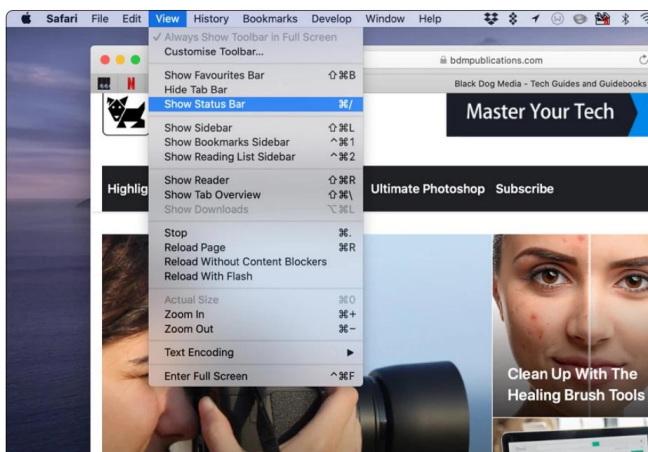 Safari File Edit View History Bookmarks Develop Window Help
✓ Always Show Toolbar in Full Screen
Customise Toolbar...
Show Favourites Bar ⇧⌘B
Hide Tab Bar
Show Status Bar ⌘/
Show Sidebar ⇧⌘L
Show Bookmarks Sidebar ^⌘1
Show Reading List Sidebar ^⌘2
Show Reader ⇧⌘R
Show Tab Overview ⇧⌘\
Show Downloads ⌥⌘L
Stop ⌘.
Reload Page ⌘R
Reload Without Content Blockers
Reload With Flash
Actual Size ⌘0
Zoom In ⌘+
Zoom Out ⌘−
Text Encoding ▶
Enter Full Screen ^⌘F
bdmpublications.com
Black Dog Media - Tech Guides and Guidebooks
Master Your Tech
Highlig
Ultimate Photoshop Subscribe
Clean Up With The
Healing Brush Tools